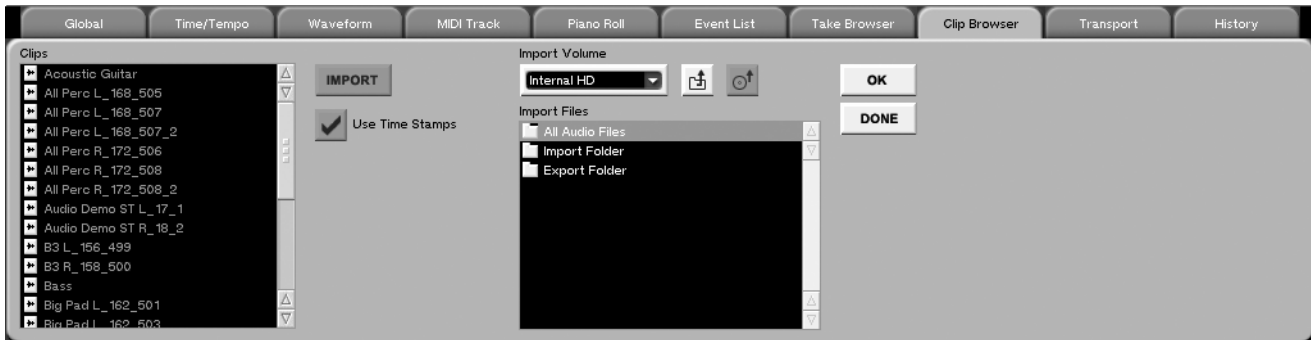 Global
Time/Tempo
Waveform
MIDI Track
Piano Roll
Event List
Take Browser
Clip Browser
Transport
History
Clips
Acoustic Guitar
All Perc L_168_505
All Perc L_168_507
All Perc L_168_507_2
All Perc R_172_506
All Perc R_172_508
All Perc R_172_508_2
Audio Demo ST L_17_1
Audio Demo ST R_18_2
B3 L_156_499
B3 R_158_500
Bass
Big Pad L_162_501
Big Pad L_162_503
IMPORT
Use Time Stamps
Import Volume
Internal HD
Import Files
All Audio Files
Import Folder
Export Folder
OK
DONE